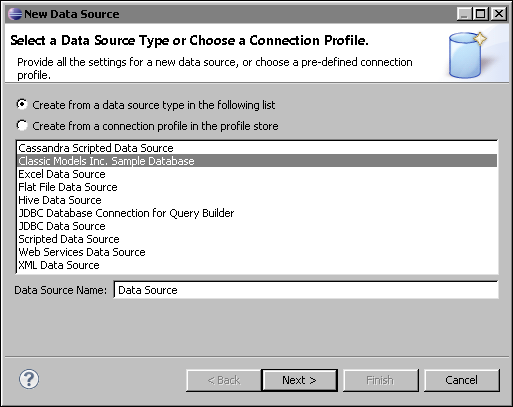 New Data Source
Select a Data Source Type or Choose a Connection Profile.
Provide all the settings for a new data source, or choose a pre-defined connection
profile.
Create from a data source type in the following list
Create from a connection profile in the profile store
Cassandra Scripted Data Source
Classic Models Inc. Sample Database
Excel Data Source
Flat File Data Source
Hive Data Source
JDBC Database Connection for Query Builder
JDBC Data Source
Scripted Data Source
Web Services Data Source
XML Data Source
Data Source Name: Data Source
? < Back Next > Finish Cancel